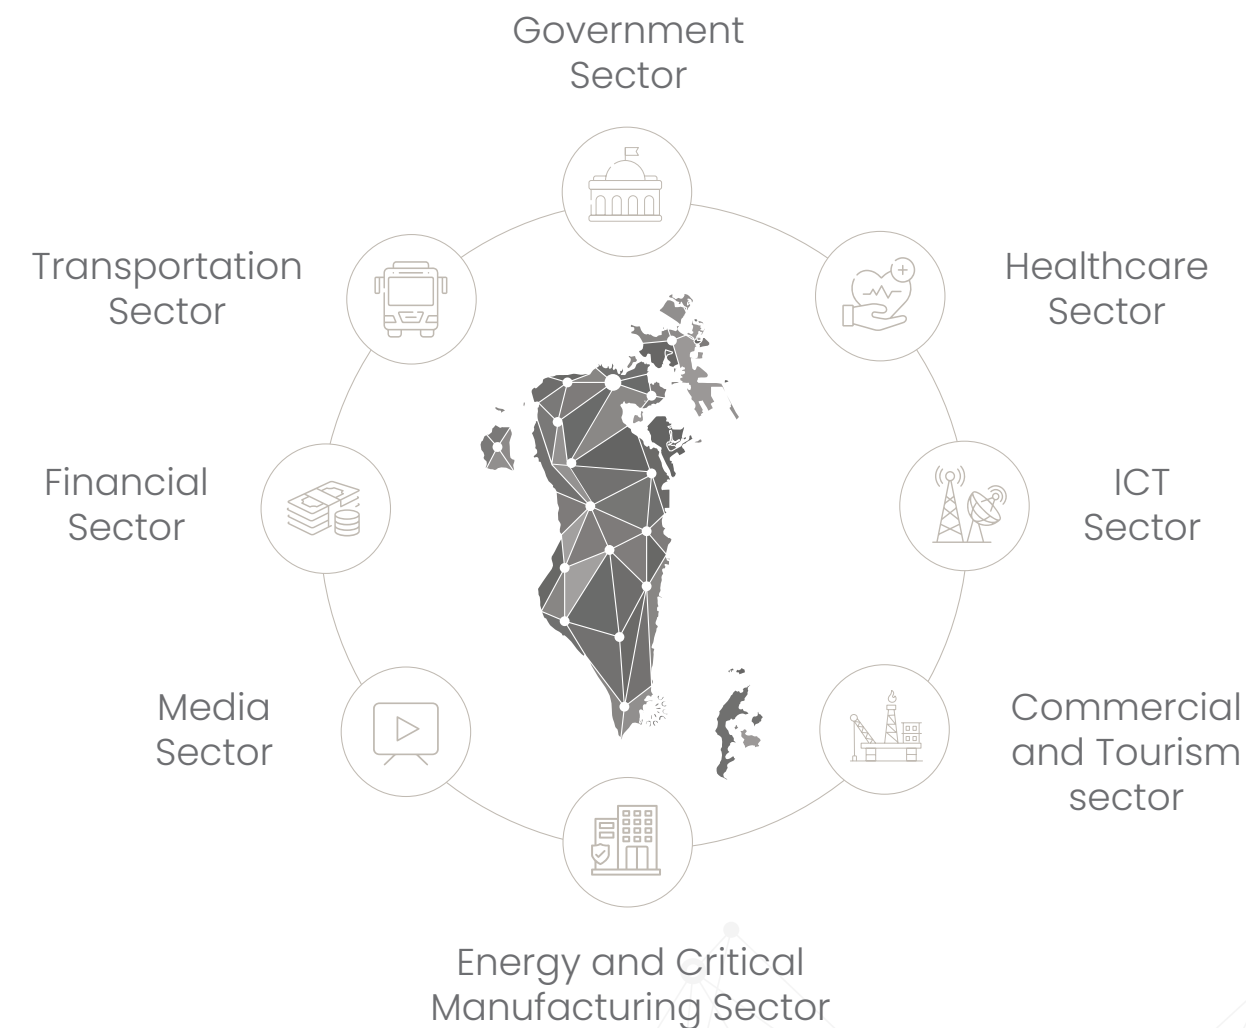 Government
Sector
Transportation
Sector
Healthcare
Sector
Financial
Sector
ICT
Sector
Media
Sector
Commercial
and Tourism
sector
Energy and Critical
Manufacturing Sector